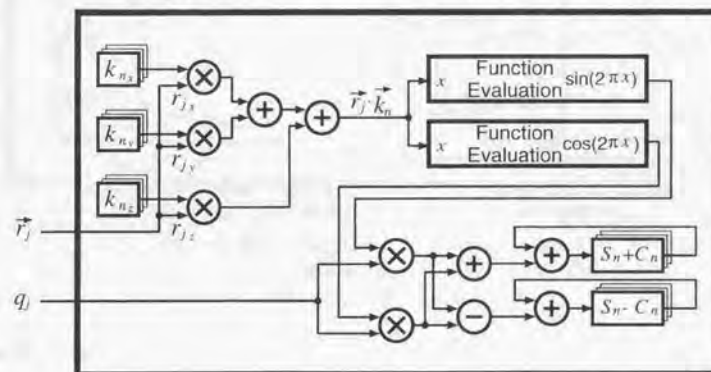 k_{n_x}
r_{j_x}
k_{n_y}
r_{j_y}
k_{n_z}
r_{j_z}
\vec{r_j}
q_j
\vec{r_j}·\vec{k_n}
x Function Evaluation sin(2πx)
x Function Evaluation cos(2πx)
S_n+C_n
S_n-C_n
× × × + + × × + − + +